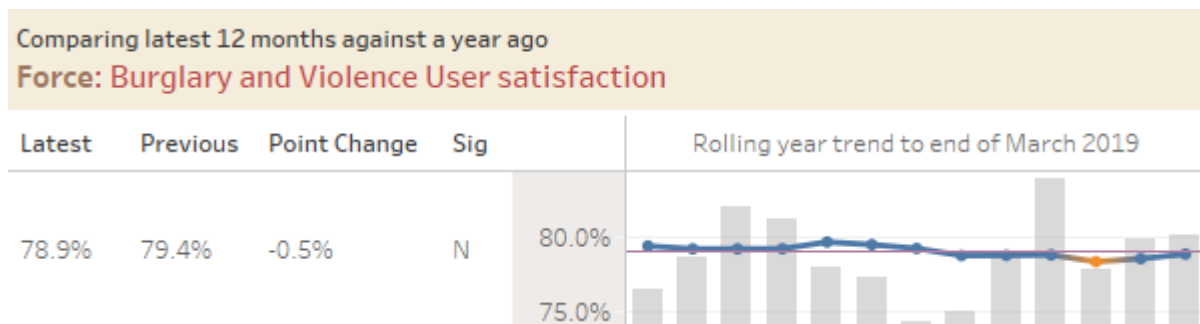 Comparing latest 12 months against a year ago
Force: Burglary and Violence User satisfaction
Latest Previous Point Change Sig Rolling year trend to end of March 2019
78.9% 79.4% -0.5% N 80.0%
75.0%